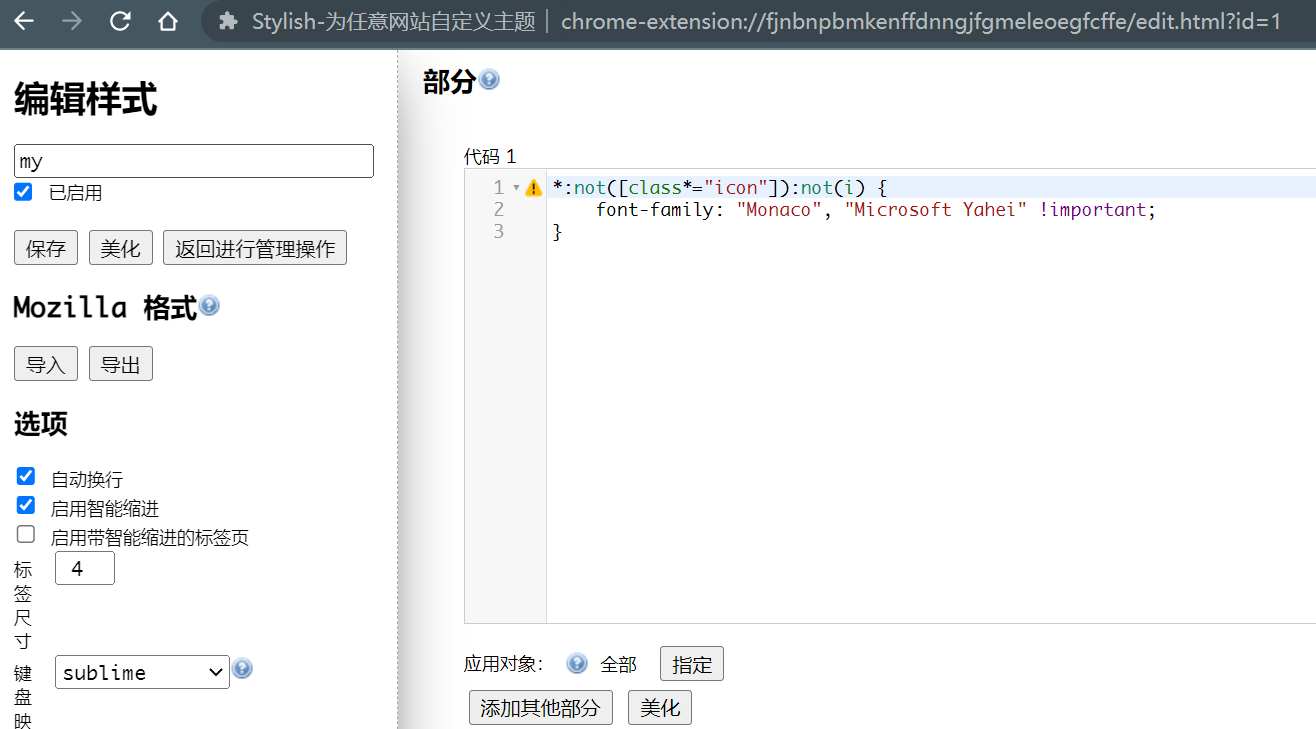 Stylish-为任意网站自定义主题 | chrome-extension://fjnbnpbmkenffdnngjfgmeleoegfcffe/edit.html?id=1
编辑样式
my
已启用
保存 美化 返回进行管理操作
Mozilla 格式
导入 导出
选项
自动换行
启用智能缩进
启用带智能缩进的标签页
标签尺寸 4
键盘映 sublime
部分
代码 1
1 *:not([class*="icon"]):not(i) {
2 font-family: "Monaco", "Microsoft Yahei" !important;
3 }
应用对象: 全部 指定
添加其他部分 美化